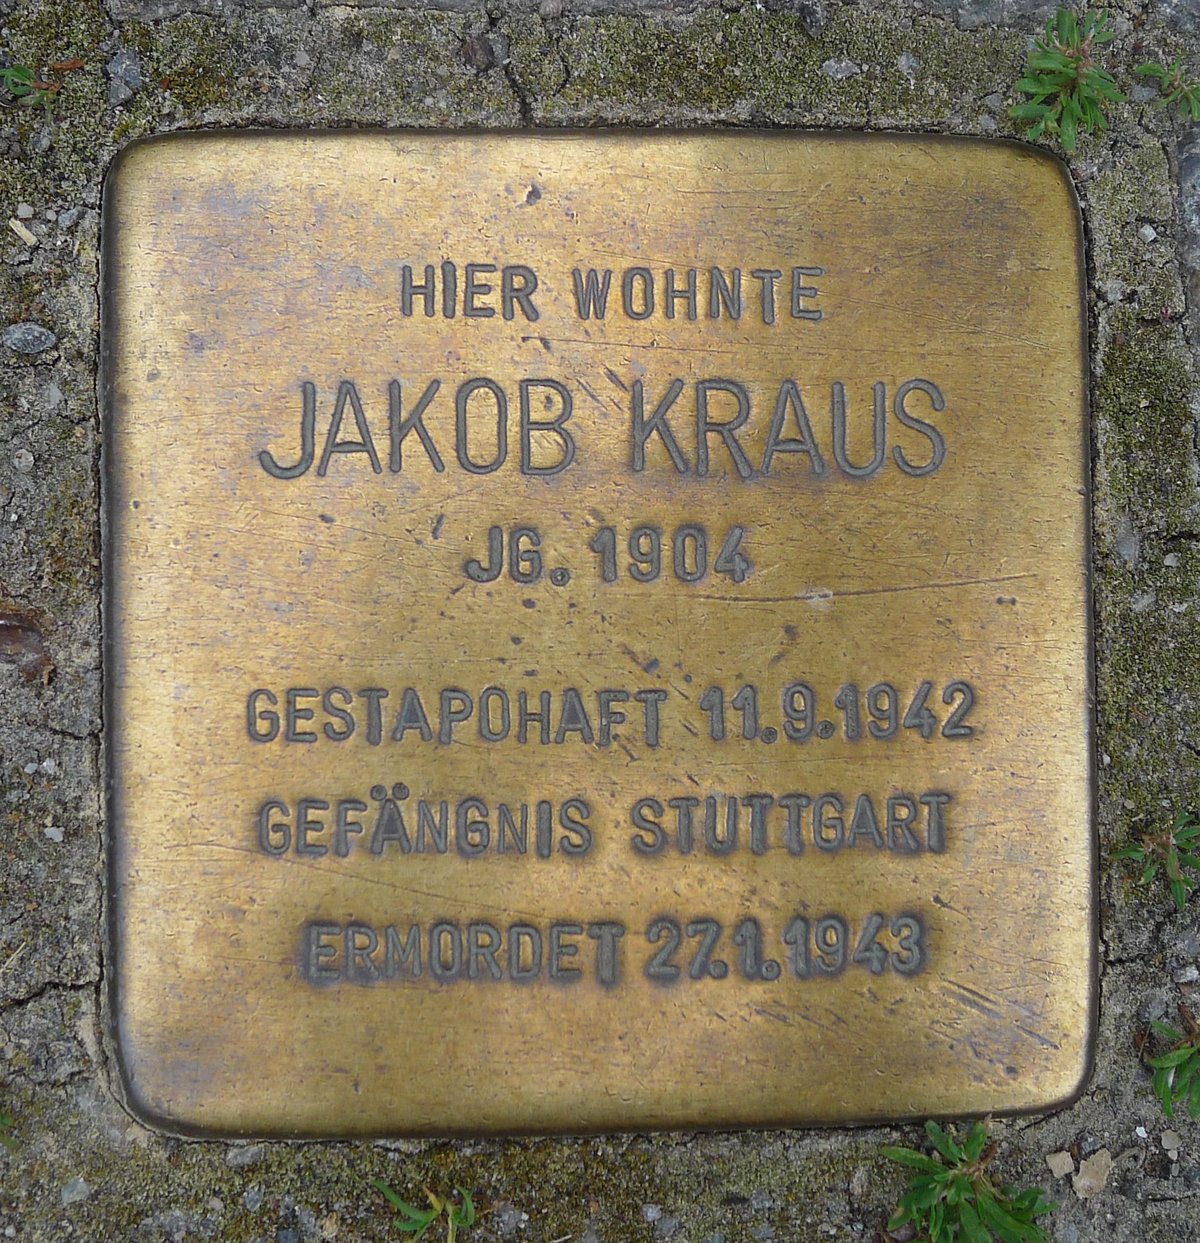 HIER WOHNTE
JAKOB KRAUS
JG. 1904
GESTAPOHAFT 11.9.1942
GEFÄNGNIS STUTTGART
ERMORDET 27.1.1943